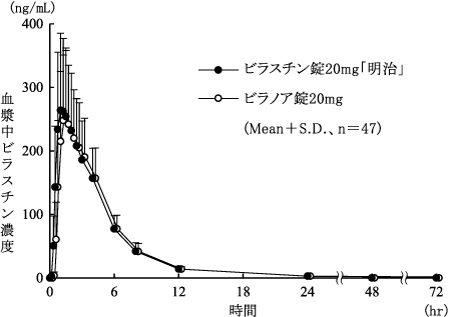 (ng/mL)
400
300
200
100
0
血漿中ビラスチン濃度
ビラスチン錠20mg「明治」
ビラノア錠20mg
(Mean＋S.D.、n＝47)
0 6 12 18 24 48 72
時間 (hr)